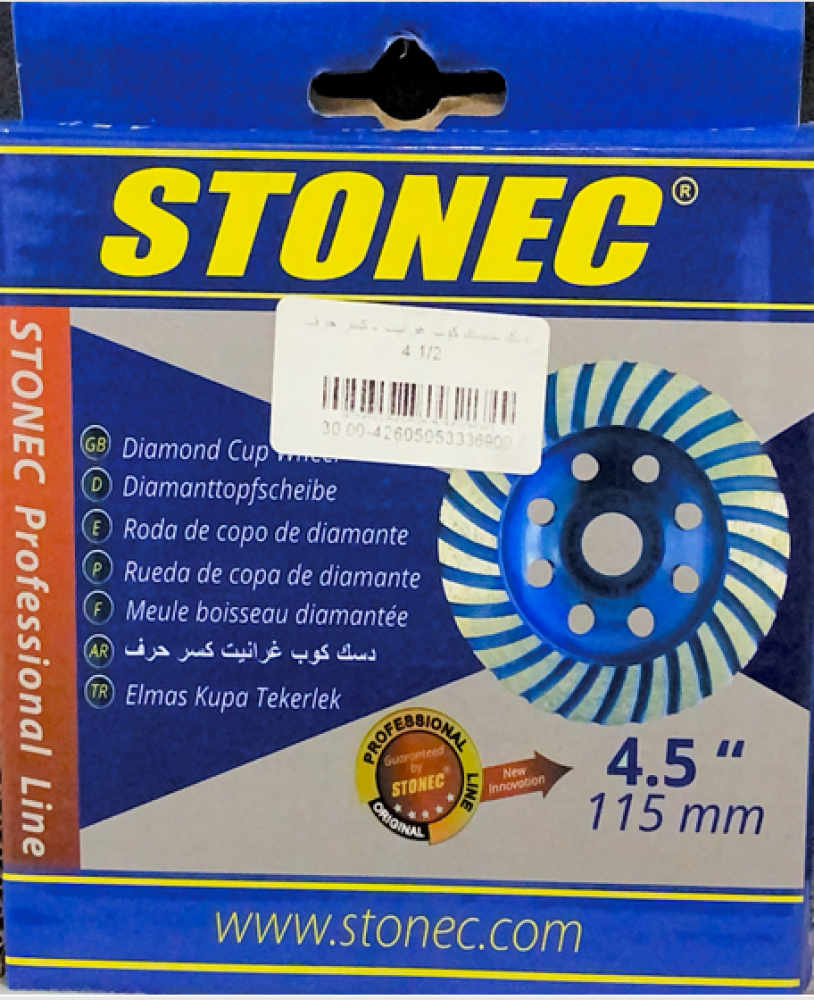 STONEC®
دسك كوب غرانيت - كسر حرف
4 1/2
30.00-42605053336900
STONEC Professional Line
GB Diamond Cup
D Diamanttopfscheibe
E Roda de copo de diamante
P Rueda de copa de diamante
F Meule boisseau diamantée
AR دسك كوب غرانيت كسر حرف
TR Elmas Kupa Tekerlek
PROFESSIONAL LINE
Guaranteed
by
STONEC®
ORIGINAL
New
Innovation
4.5 “
115 mm
www.stonec.com